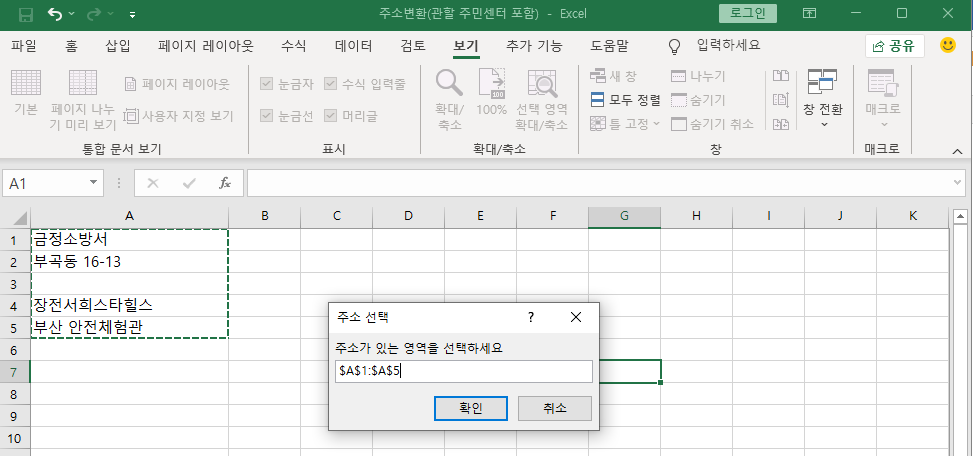 주소변환(관할 주민센터 포함) - Excel
로그인
파일 홈 삽입 페이지 레이아웃 수식 데이터 검토 보기 추가 기능 도움말 입력하세요 공유
기본
페이지 나누기 미리 보기
페이지 레이아웃
사용자 지정 보기
통합 문서 보기
눈금자
수식 입력줄
눈금선
머리글
표시
확대/축소
100%
100
선택 영역 확대/축소
확대/축소
새 창
모두 정렬
틀 고정
나누기
숨기기
숨기기 취소
창 전환
창
매크로
매크로
A1
fx
A B C D E F G H I J K
1 금정소방서
2 부곡동 16-13
3
4 장전서희스타힐스
5 부산 안전체험관
6
7
8
9
10
주소 선택 ?
주소가 있는 영역을 선택하세요
$A$1:$A$5
확인 취소